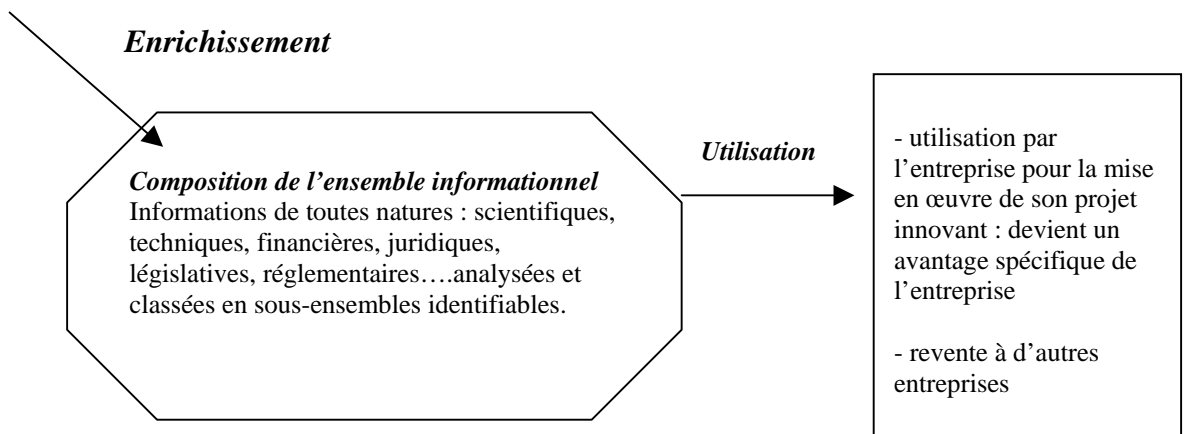 Enrichissement
Composition de l’ensemble informationnel
Informations de toutes natures : scientifiques,
techniques, financières, juridiques,
législatives, réglementaires….analysées et
classées en sous-ensembles identifiables.
Utilisation
- utilisation par
l’entreprise pour la mise
en œuvre de son projet
innovant : devient un
avantage spécifique de
l’entreprise
- revente à d’autres
entreprises